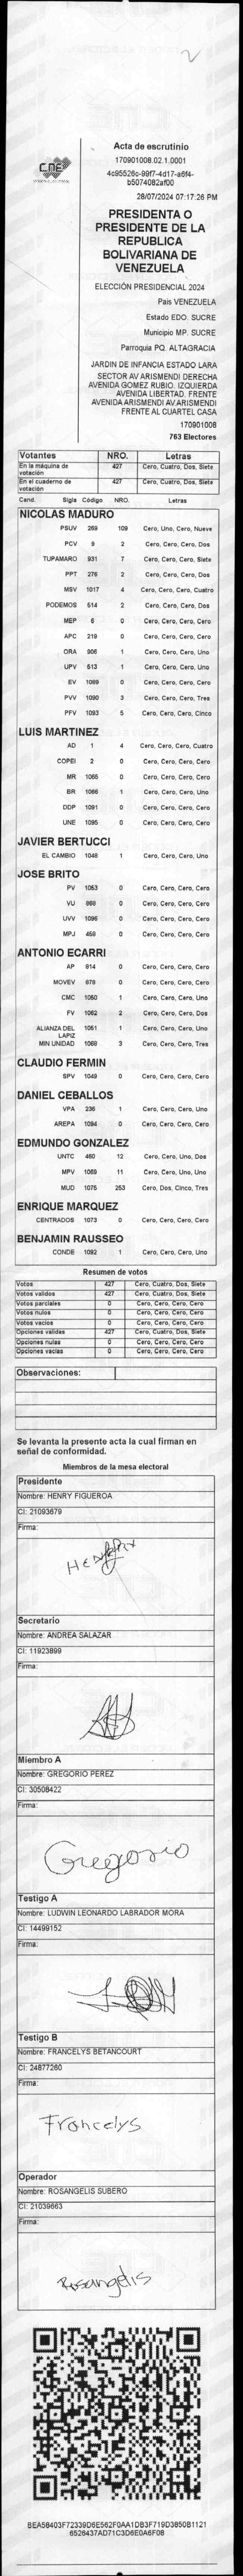 2
CNE
Acta de escrutinio
170901008.02.1.0001
4c95526c-99f7-4d17-a6f4-
b5074082af00
28/07/2024 07:17:26 PM
PRESIDENTA O
PRESIDENTE DE LA
REPUBLICA
BOLIVARIANA DE
VENEZUELA
ELECCIÓN PRESIDENCIAL 2024
Pais VENEZUELA
Estado EDO. SUCRE
Municipio MP. SUCRE
Parroquia PQ. ALTAGRACIA
JARDIN DE INFANCIA ESTADO LARA
SECTOR AV ARISMENDI DERECHA
AVENIDA GOMEZ RUBIO. IZQUIERDA
AVENIDA LIBERTAD. FRENTE
AVENIDA ARISMENDI AV.ARISMENDI
FRENTE AL CUARTEL CASA
170901008
763 Electores
Votantes NRO. Letras
En la máquina de votación 427 Cero, Cuatro, Dos, Siete
En el cuaderno de votación 427 Cero, Cuatro, Dos, Siete
Cand. Sigla Código NRO. Letras
NICOLAS MADURO
PSUV 269 109 Cero, Uno, Cero, Nueve
PCV 9 2 Cero, Cero, Cero, Dos
TUPAMARO 931 7 Cero, Cero, Cero, Siete
PPT 276 2 Cero, Cero, Cero, Dos
MSV 1017 4 Cero, Cero, Cero, Cuatro
PODEMOS 514 2 Cero, Cero, Cero, Dos
MEP 6 0 Cero, Cero, Cero, Cero
APC 219 0 Cero, Cero, Cero, Cero
ORA 906 1 Cero, Cero, Cero, Uno
UPV 513 1 Cero, Cero, Cero, Uno
EV 1089 0 Cero, Cero, Cero, Cero
PVV 1090 3 Cero, Cero, Cero, Tres
PFV 1093 5 Cero, Cero, Cero, Cinco
LUIS MARTINEZ
AD 1 4 Cero, Cero, Cero, Cuatro
COPEI 2 0 Cero, Cero, Cero, Cero
MR 1065 0 Cero, Cero, Cero, Cero
BR 1066 1 Cero, Cero, Cero, Uno
DDP 1091 0 Cero, Cero, Cero, Cero
UNE 1095 0 Cero, Cero, Cero, Cero
JAVIER BERTUCCI
EL CAMBIO 1048 1 Cero, Cero, Cero, Uno
JOSE BRITO
PV 1053 0 Cero, Cero, Cero, Cero
VU 968 0 Cero, Cero, Cero, Cero
UVV 1096 0 Cero, Cero, Cero, Cero
MPJ 459 0 Cero, Cero, Cero, Cero
ANTONIO ECARRI
AP 814 0 Cero, Cero, Cero, Cero
MOVEV 878 0 Cero, Cero, Cero, Cero
CMC 1050 1 Cero, Cero, Cero, Uno
FV 1062 2 Cero, Cero, Cero, Dos
ALIANZA DEL LAPIZ 1051 1 Cero, Cero, Cero, Uno
MIN UNIDAD 1068 3 Cero, Cero, Cero, Tres
CLAUDIO FERMIN
SPV 1049 0 Cero, Cero, Cero, Cero
DANIEL CEBALLOS
VPA 236 1 Cero, Cero, Cero, Uno
AREPA 1094 0 Cero, Cero, Cero, Cero
EDMUNDO GONZALEZ
UNTC 460 12 Cero, Cero, Uno, Dos
MPV 1069 11 Cero, Cero, Uno, Uno
MUD 1075 253 Cero, Dos, Cinco, Tres
ENRIQUE MARQUEZ
CENTRADOS 1073 0 Cero, Cero, Cero, Cero
BENJAMIN RAUSSEO
CONDE 1092 1 Cero, Cero, Cero, Uno
Resumen de votos
Votos 427 Cero, Cuatro, Dos, Siete
Votos validos 427 Cero, Cuatro, Dos, Siete
Votos parciales 0 Cero, Cero, Cero, Cero
Votos nulos 0 Cero, Cero, Cero, Cero
Votos vacios 0 Cero, Cero, Cero, Cero
Opciones validas 427 Cero, Cuatro, Dos, Siete
Opciones nulas 0 Cero, Cero, Cero, Cero
Opciones vacias 0 Cero, Cero, Cero, Cero
Observaciones:
Se levanta la presente acta la cual firman en
señal de conformidad.
Miembros de la mesa electoral
Presidente
Nombre: HENRY FIGUEROA
CI: 21093679
Firma:
Secretario
Nombre: ANDREA SALAZAR
CI: 11923899
Firma:
Miembro A
Nombre: GREGORIO PEREZ
CI: 30508422
Firma:
Gregorio
Testigo A
Nombre: LUDWIN LEONARDO LABRADOR MORA
CI: 14499152
Firma:
Testigo B
Nombre: FRANCELYS BETANCOURT
CI: 24877260
Firma:
Francelys
Operador
Nombre: ROSANGELIS SUBERO
CI: 21039663
Firma:
Rosangelis
BEA58403F72339D6E562F0AA1DB3F719D3850B1121
6526437AD71C3D6E0A6F08